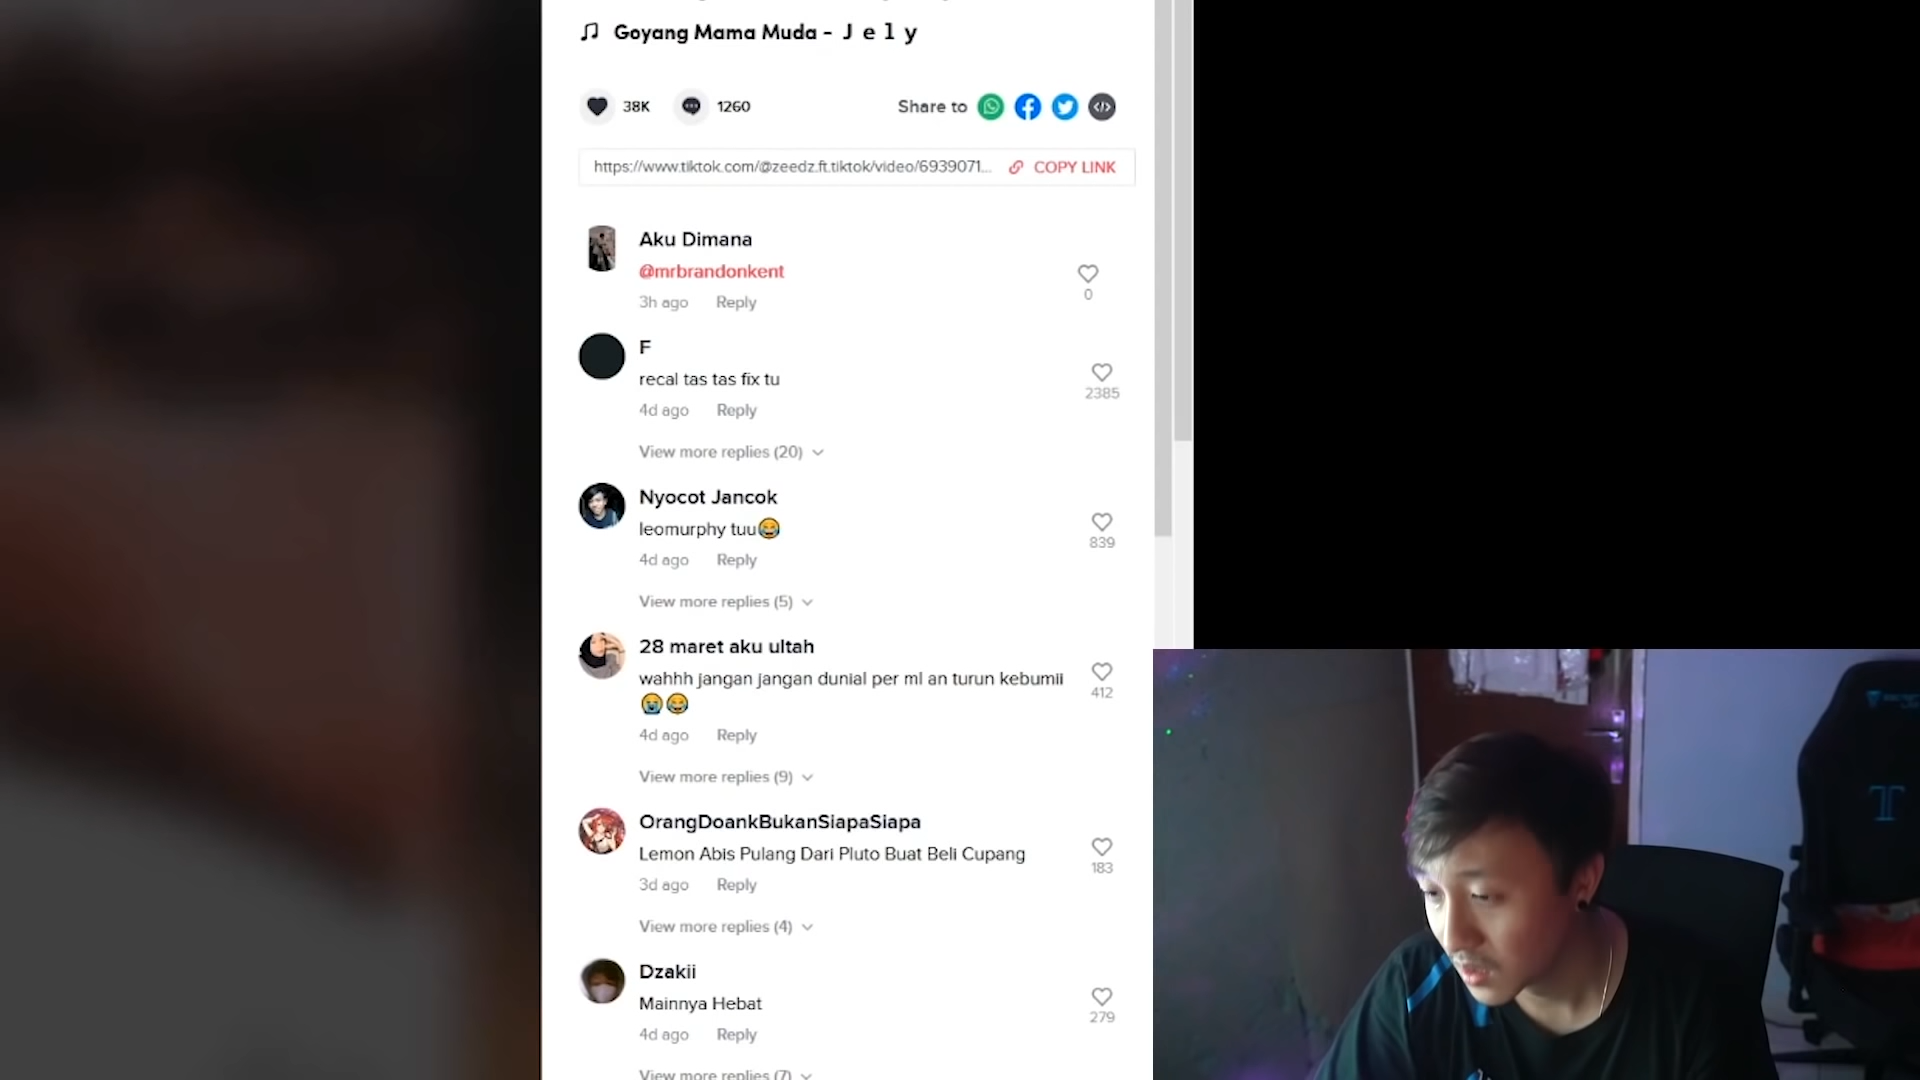 Goyang Mama Muda - J e l y
38K
1260
Share to
https://www.tiktok.com/@zeedz.ft.tiktok/video/6939071...
COPY LINK
Aku Dimana
@mrbrandonkent
3h ago Reply
0
F
recal tas tas fix tu
2385
4d ago Reply
View more replies (20)
Nyocot Jancok
leomurphy tuu😂
839
4d ago Reply
View more replies (5)
28 maret aku ultah
wahhh jangan jangan dunial per ml an turun kebumii
😭😂
412
4d ago Reply
View more replies (9)
OrangDoankBukanSiapaSiapa
Lemon Abis Pulang Dari Pluto Buat Beli Cupang
183
3d ago Reply
View more replies (4)
Dzakii
Mainnya Hebat
279
4d ago Reply
View more replies (7)